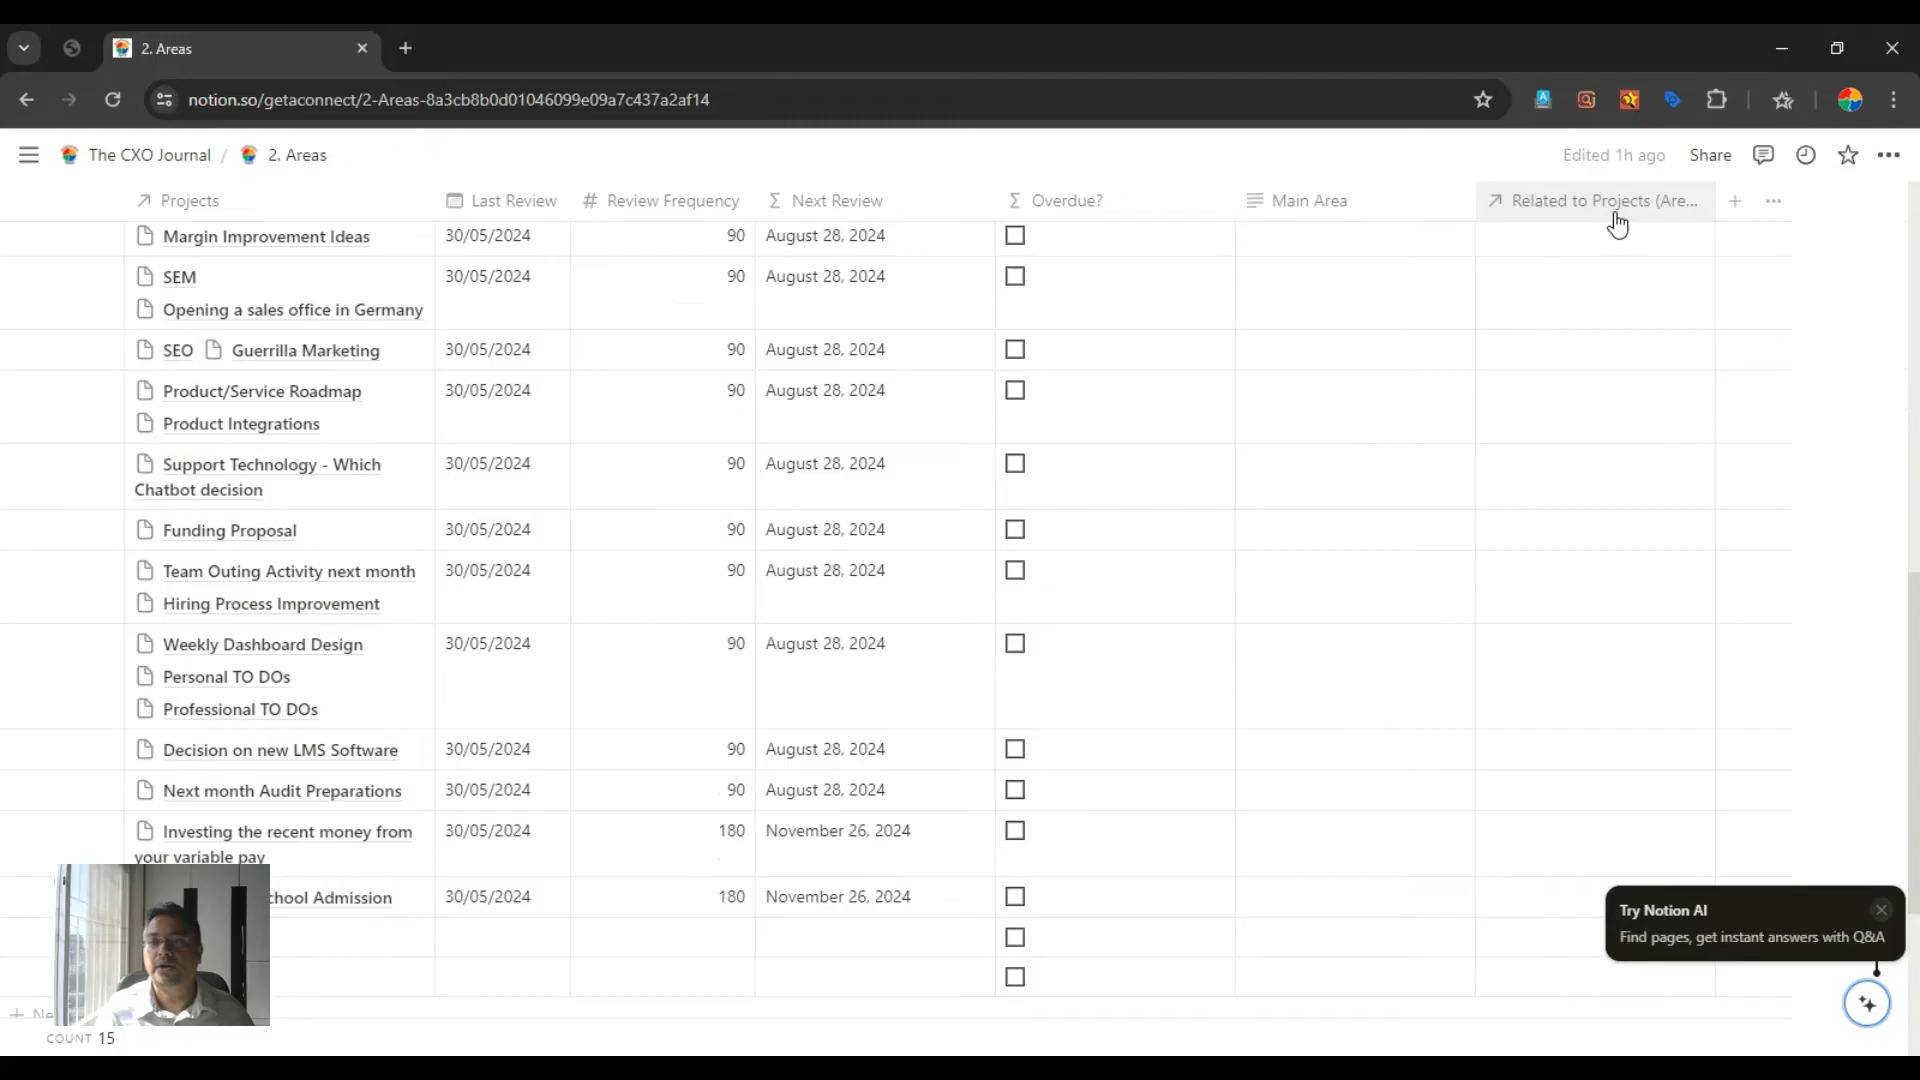 2. Areas
notion.so/getaconnect/2-Areas-8a3cb8b0d01046099e09a7c437a2af14
The CXO Journal / 2. Areas
Edited 1h ago Share
Projects Last Review # Review Frequency Σ Next Review Σ Overdue? Main Area Related to Projects (Are...
Margin Improvement Ideas 30/05/2024 90 August 28, 2024
SEM 30/05/2024 90 August 28, 2024
Opening a sales office in Germany
SEO Guerrilla Marketing 30/05/2024 90 August 28, 2024
Product/Service Roadmap 30/05/2024 90 August 28, 2024
Product Integrations
Support Technology - Which 30/05/2024 90 August 28, 2024
Chatbot decision
Funding Proposal 30/05/2024 90 August 28, 2024
Team Outing Activity next month 30/05/2024 90 August 28, 2024
Hiring Process Improvement
Weekly Dashboard Design 30/05/2024 90 August 28, 2024
Personal TO DOs
Professional TO DOs
Decision on new LMS Software 30/05/2024 90 August 28, 2024
Next month Audit Preparations 30/05/2024 90 August 28, 2024
Investing the recent money from 30/05/2024 180 November 26, 2024
your variable pay
chool Admission 30/05/2024 180 November 26, 2024
Try Notion AI
Find pages, get instant answers with Q&A
+ Ne
COUNT 15